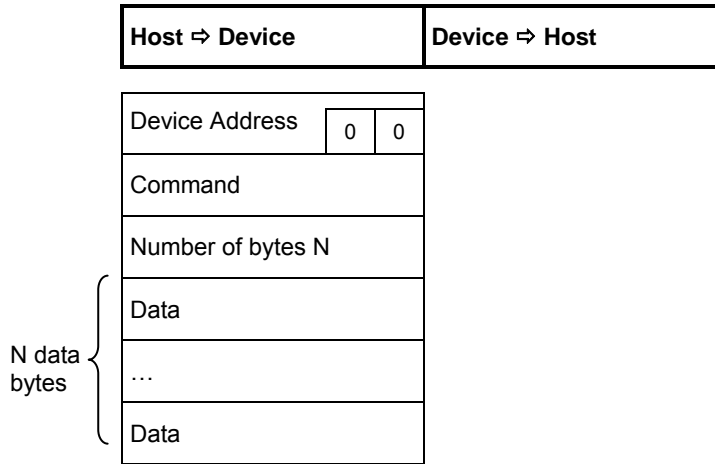 Host ⇨ Device
Device ⇨ Host
Device Address
0 0
Command
Number of bytes N
Data
N data
bytes
…
Data